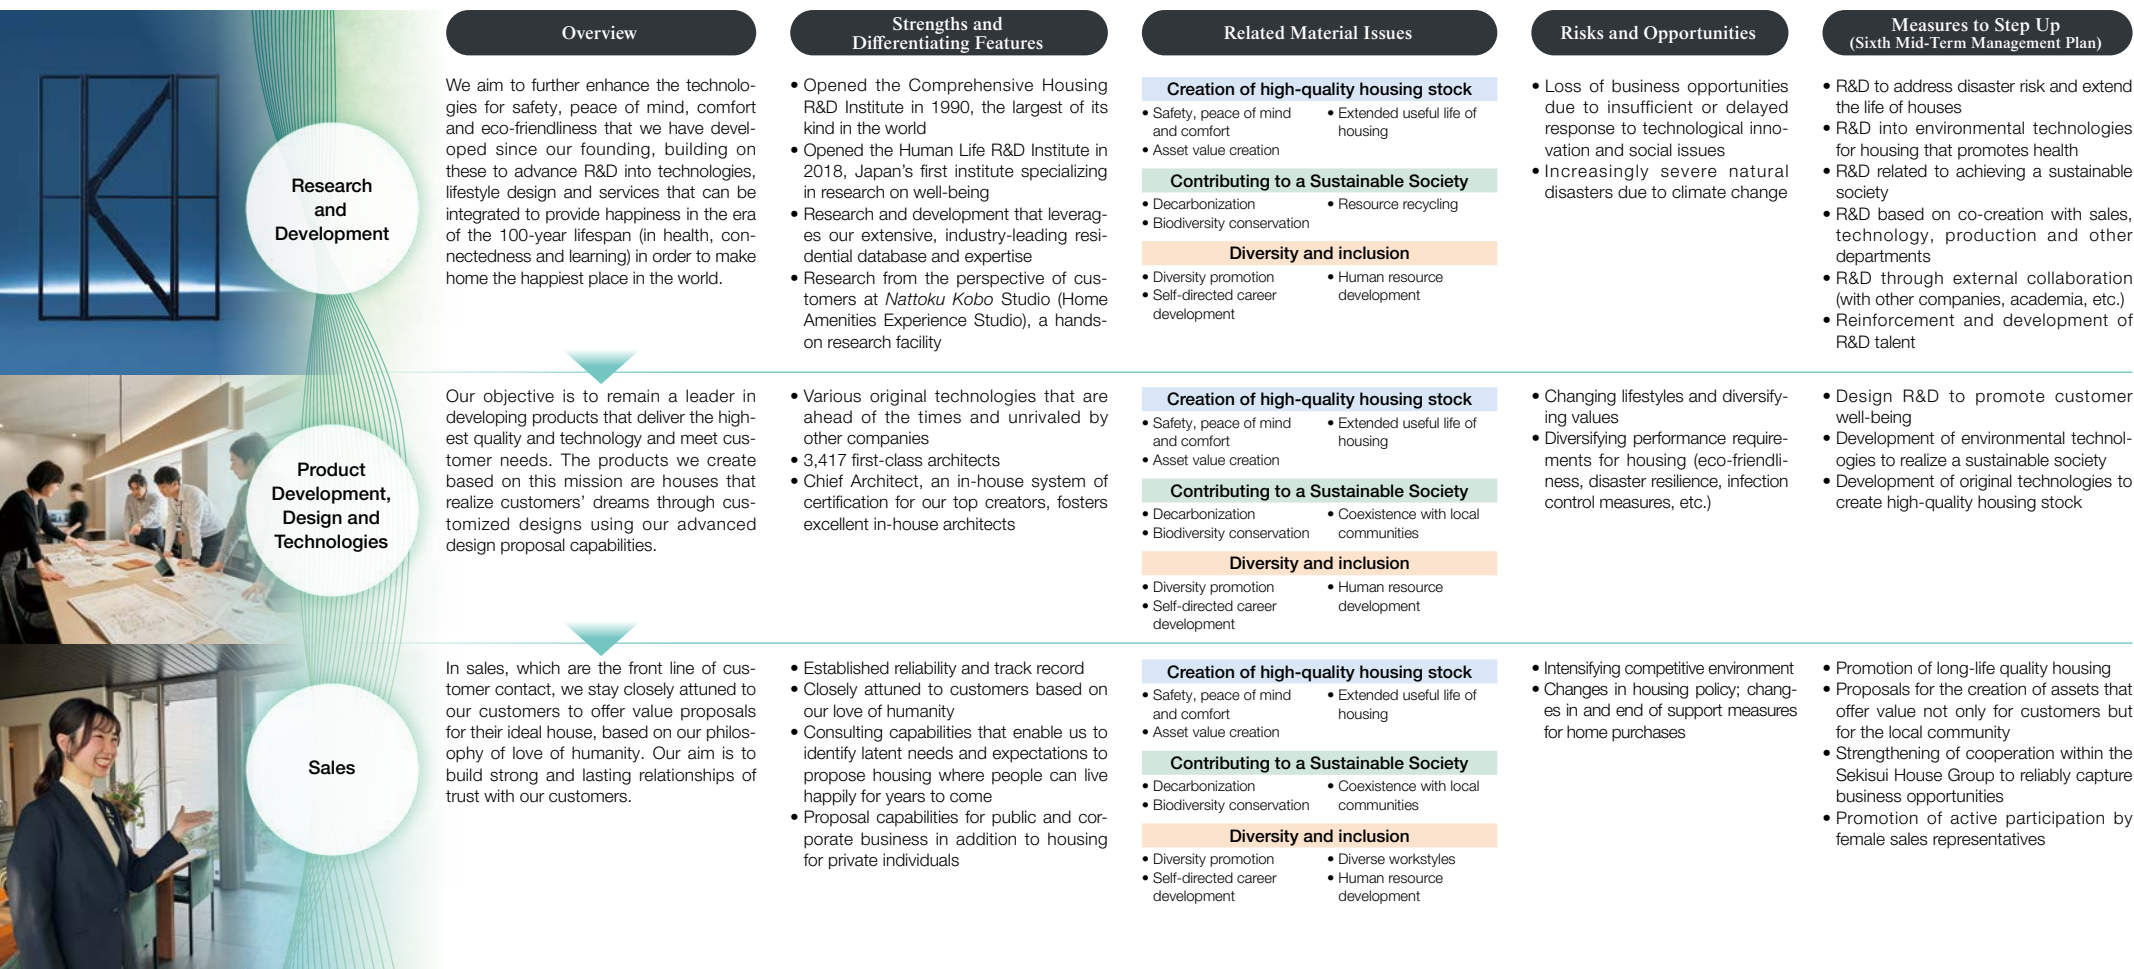 Overview
Strengths and
Differentiating Features
Related Material Issues
Risks and Opportunities
Measures to Step Up
(Sixth Mid-Term Management Plan)
Research
and
Development
We aim to further enhance the technolo-
gies for safety, peace of mind, comfort
and eco-friendliness that we have devel-
oped since our founding, building on
these to advance R&D into technologies,
lifestyle design and services that can be
integrated to provide happiness in the era
of the 100-year lifespan (in health, con-
nectedness and learning) in order to make
home the happiest place in the world.
• Opened the Comprehensive Housing
R&D Institute in 1990, the largest of its
kind in the world
• Opened the Human Life R&D Institute in
2018, Japan's first institute specializing
in research on well-being
• Research and development that leverag-
es our extensive, industry-leading resi-
dential database and expertise
• Research from the perspective of cus-
tomers at Nattoku Kobo Studio (Home
Amenities Experience Studio), a hands-
on research facility
Creation of high-quality housing stock
• Safety, peace of mind
and comfort
• Asset value creation
• Extended useful life of
housing
Contributing to a Sustainable Society
• Decarbonization
• Biodiversity conservation
• Resource recycling
Diversity and inclusion
• Diversity promotion
• Self-directed career
development
• Human resource
development
• Loss of business opportunities
due to insufficient or delayed
response to technological inno-
vation and social issues
• Increasingly severe natural
disasters due to climate change
• R&D to address disaster risk and extend
the life of houses
• R&D into environmental technologies
for housing that promotes health
• R&D related to achieving a sustainable
society
• R&D based on co-creation with sales,
technology, production and other
departments
• R&D through external collaboration
(with other companies, academia, etc.)
• Reinforcement and development of
R&D talent
Product
Development,
Design and
Technologies
Our objective is to remain a leader in
developing products that deliver the high-
est quality and technology and meet cus-
tomer needs. The products we create
based on this mission are houses that
realize customers' dreams through cus-
tomized designs using our advanced
design proposal capabilities.
• Various original technologies that are
ahead of the times and unrivaled by
other companies
• 3,417 first-class architects
• Chief Architect, an in-house system of
certification for our top creators, fosters
excellent in-house architects
Creation of high-quality housing stock
• Safety, peace of mind
and comfort
• Asset value creation
• Extended useful life of
housing
Contributing to a Sustainable Society
• Decarbonization
• Biodiversity conservation
• Coexistence with local
communities
Diversity and inclusion
• Diversity promotion
• Self-directed career
development
• Human resource
development
• Changing lifestyles and diversify-
ing values
• Diversifying performance require-
ments for housing (eco-friendli-
ness, disaster resilience, infection
control measures, etc.)
• Design R&D to promote customer
well-being
• Development of environmental technol-
ogies to realize a sustainable society
• Development of original technologies to
create high-quality housing stock
Sales
In sales, which are the front line of cus-
tomer contact, we stay closely attuned to
our customers to offer value proposals
for their ideal house, based on our philos-
ophy of love of humanity. Our aim is to
build strong and lasting relationships of
trust with our customers.
• Established reliability and track record
• Closely attuned to customers based on
our love of humanity
• Consulting capabilities that enable us to
identify latent needs and expectations to
propose housing where people can live
happily for years to come
• Proposal capabilities for public and cor-
porate business in addition to housing
for private individuals
Creation of high-quality housing stock
• Safety, peace of mind
and comfort
• Asset value creation
• Extended useful life of
housing
Contributing to a Sustainable Society
• Decarbonization
• Biodiversity conservation
• Coexistence with local
communities
Diversity and inclusion
• Diversity promotion
• Self-directed career
development
• Diverse workstyles
• Human resource
development
• Intensifying competitive environment
• Changes in housing policy; chang-
es in and end of support measures
for home purchases
• Promotion of long-life quality housing
• Proposals for the creation of assets that
offer value not only for customers but
for the local community
• Strengthening of cooperation within the
Sekisui House Group to reliably capture
business opportunities
• Promotion of active participation by
female sales representatives